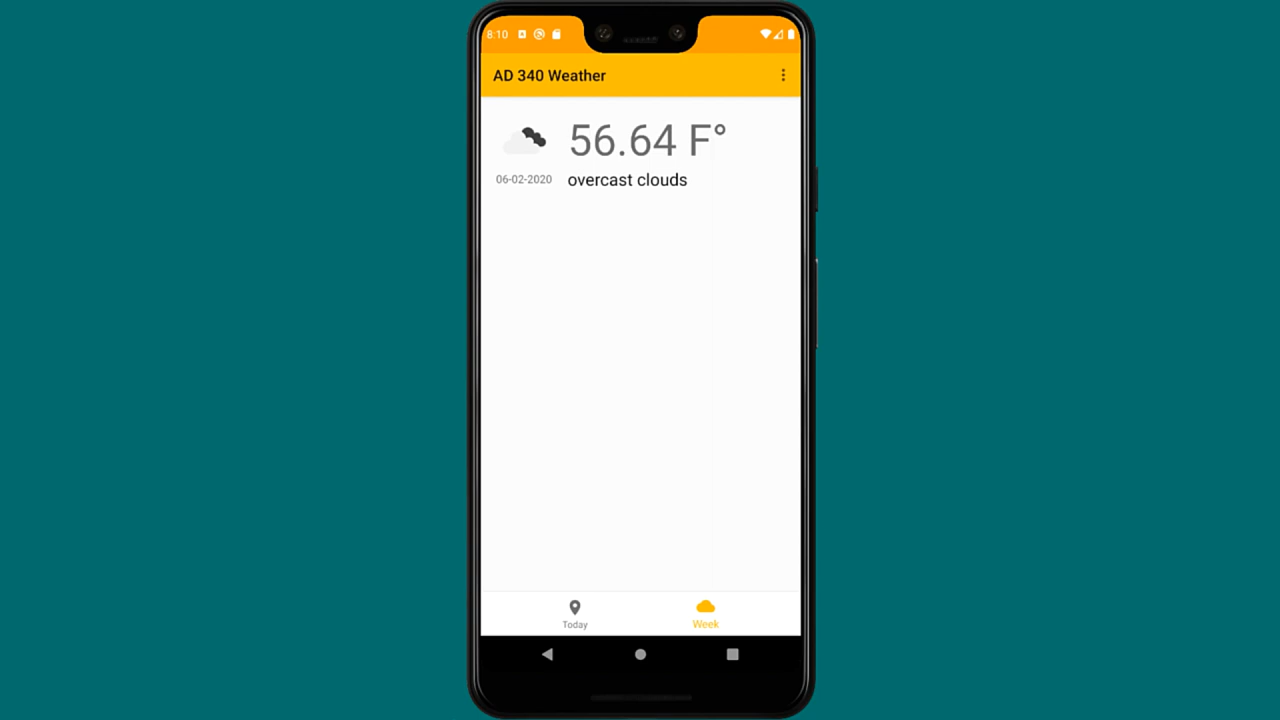 8:10
AD 340 Weather
56.64 F°
06-02-2020
overcast clouds
Today
Week